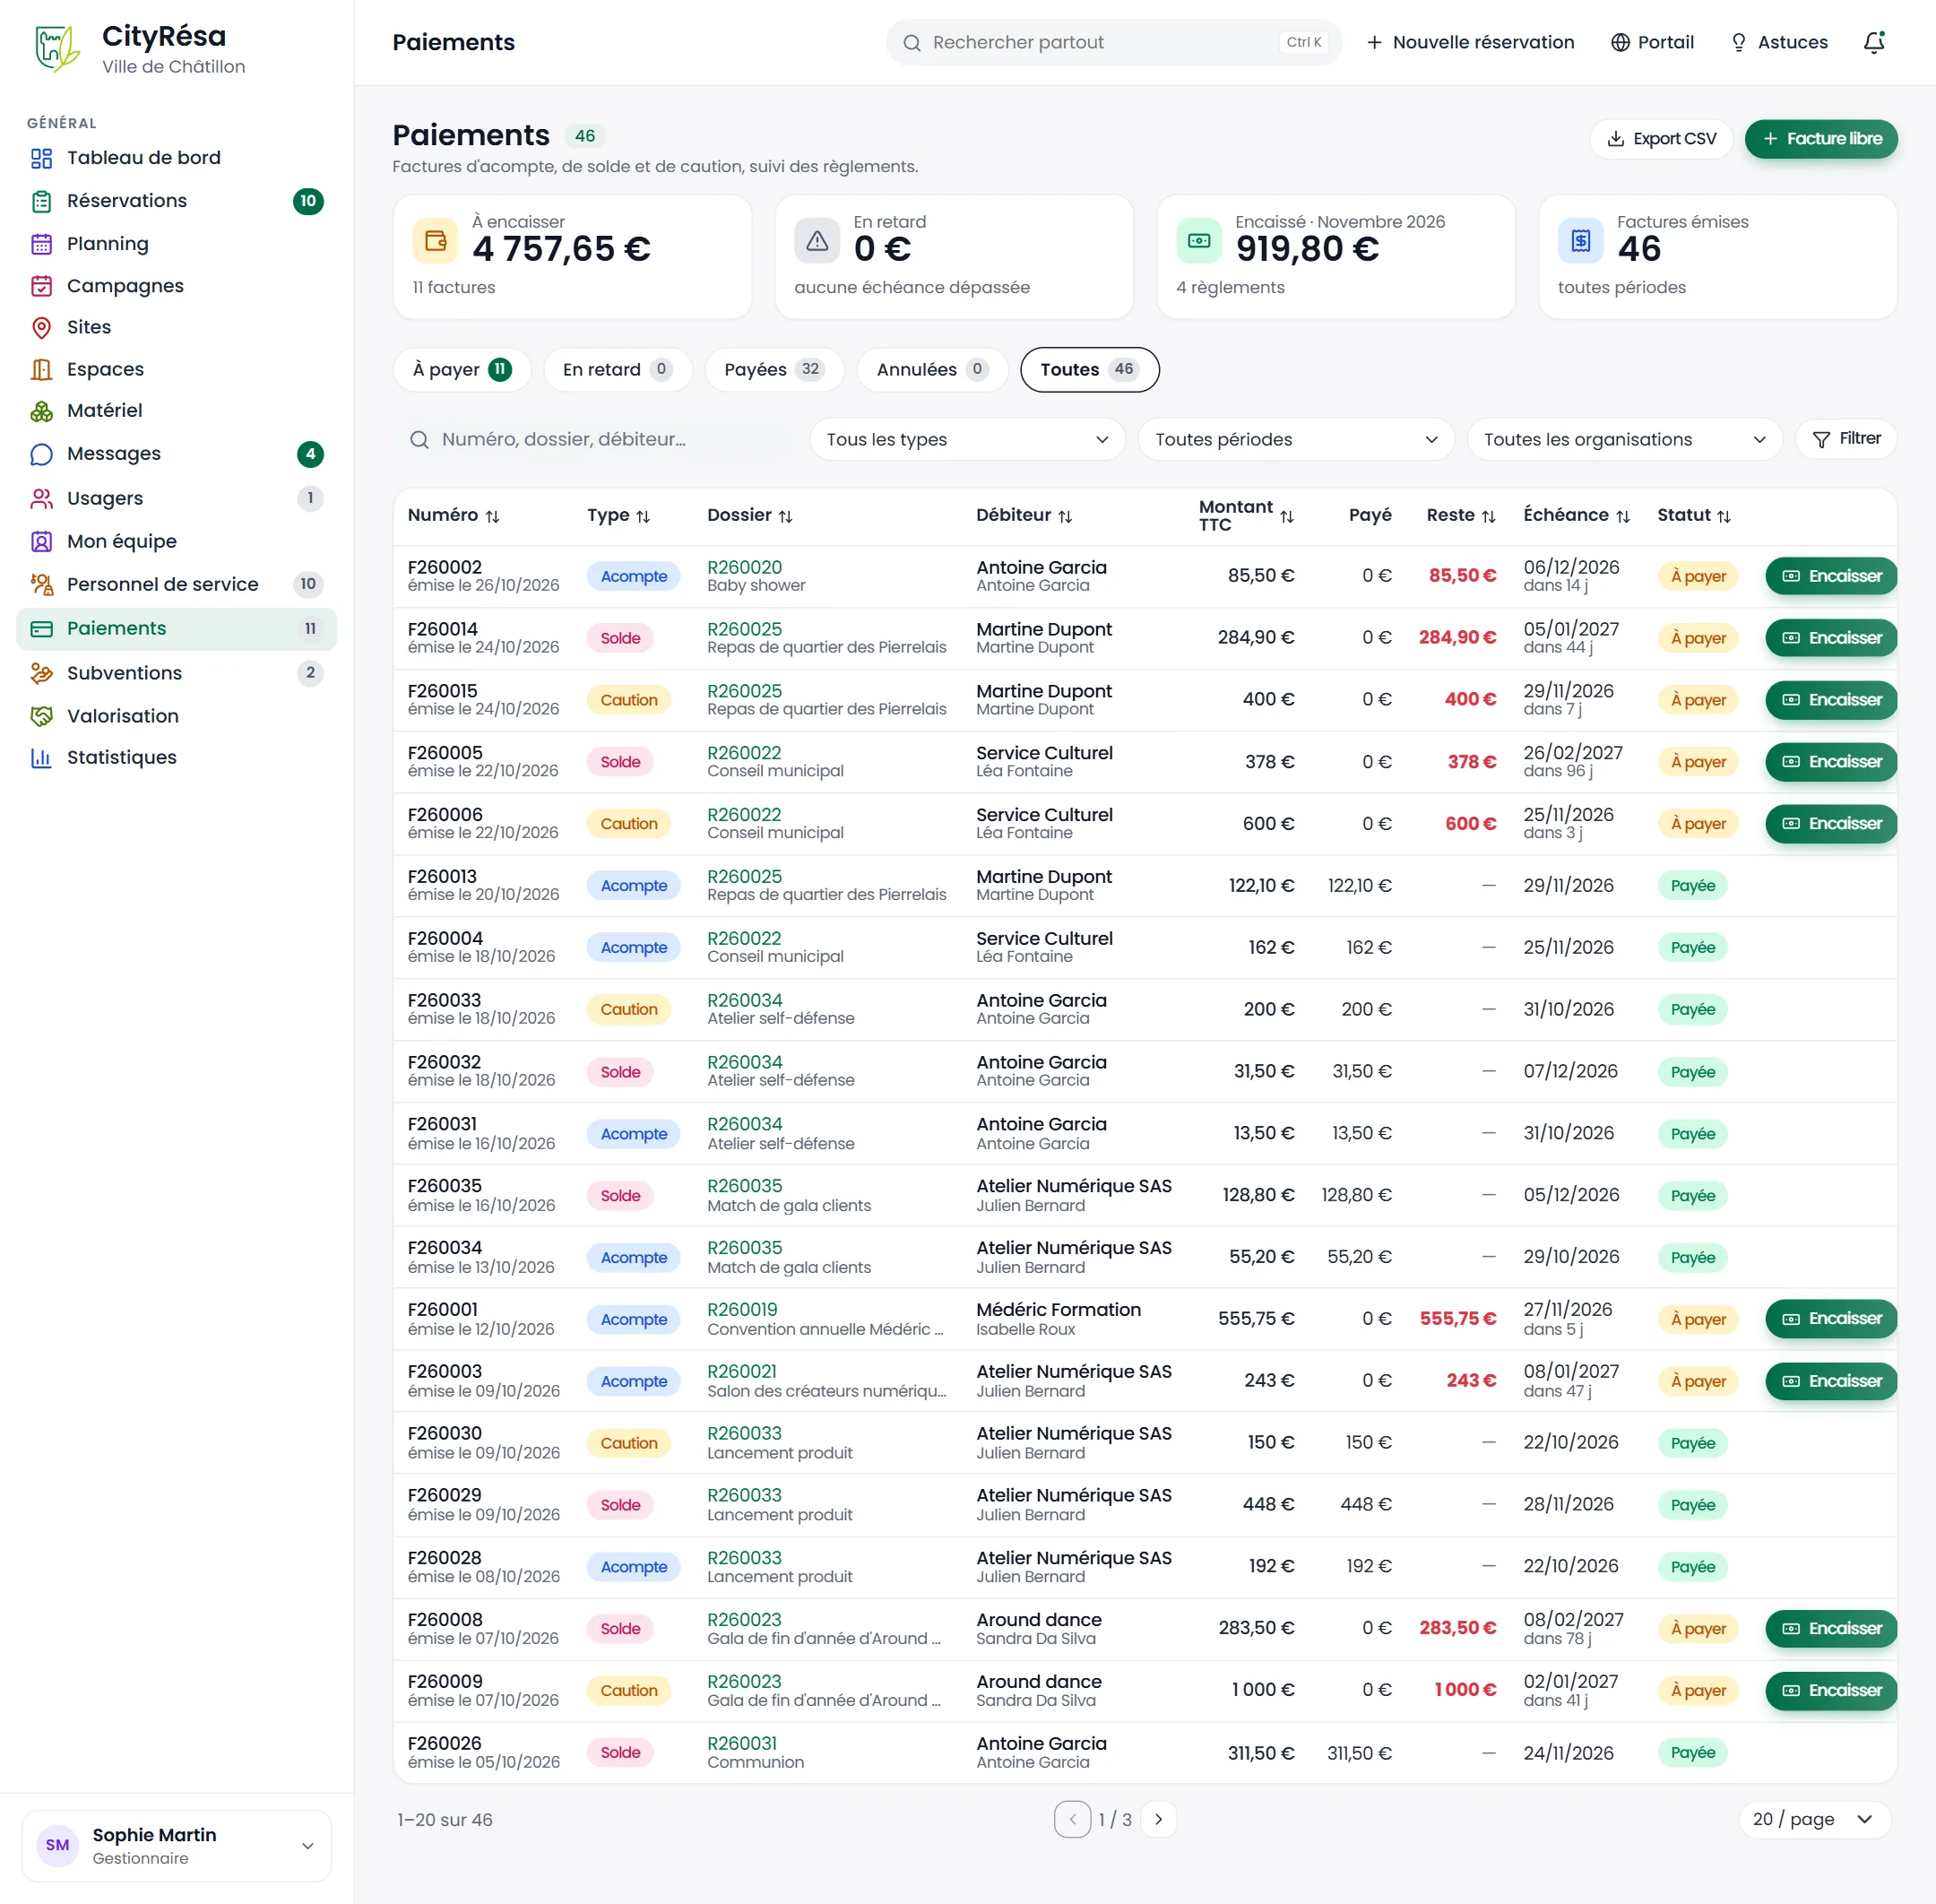 CityRésa
Ville de Châtillon
GÉNÉRAL
Tableau de bord
Réservations 10
Planning
Campagnes
Sites
Espaces
Matériel
Messages 4
Usagers 1
Mon équipe
Personnel de service 10
Paiements 11
Subventions 2
Valorisation
Statistiques
SM
Sophie Martin
Gestionnaire
Paiements
Rechercher partout Ctrl K
Nouvelle réservation
Portail
Astuces
Paiements 46
Factures d'acompte, de solde et de caution, suivi des règlements.
Export CSV
Facture libre
À encaisser
4 757,65 €
11 factures
En retard
0 €
aucune échéance dépassée
Encaissé · Novembre 2026
919,80 €
4 règlements
Factures émises
46
toutes périodes
À payer 11
En retard 0
Payées 32
Annulées 0
Toutes 46
Numéro, dossier, débiteur...
Tous les types
Toutes périodes
Toutes les organisations
Filtrer
Numéro Type Dossier Débiteur Montant TTC Payé Reste Échéance Statut
F260002 Acompte R260020 Antoine Garcia 85,50 € 0 € 85,50 € 06/12/2026 À payer Encaisser
émise le 26/10/2026 Baby shower Antoine Garcia dans 14 j
F260014 Solde R260025 Martine Dupont 284,90 € 0 € 284,90 € 05/01/2027 À payer Encaisser
émise le 24/10/2026 Repas de quartier des Pierrelais Martine Dupont dans 44 j
F260015 Caution R260025 Martine Dupont 400 € 0 € 400 € 29/11/2026 À payer Encaisser
émise le 24/10/2026 Repas de quartier des Pierrelais Martine Dupont dans 7 j
F260005 Solde R260022 Service Culturel 378 € 0 € 378 € 26/02/2027 À payer Encaisser
émise le 22/10/2026 Conseil municipal Léa Fontaine dans 96 j
F260006 Caution R260022 Service Culturel 600 € 0 € 600 € 25/11/2026 À payer Encaisser
émise le 22/10/2026 Conseil municipal Léa Fontaine dans 3 j
F260013 Acompte R260025 Martine Dupont 122,10 € 122,10 € — 29/11/2026 Payée
émise le 20/10/2026 Repas de quartier des Pierrelais Martine Dupont
F260004 Acompte R260022 Service Culturel 162 € 162 € — 25/11/2026 Payée
émise le 18/10/2026 Conseil municipal Léa Fontaine
F260033 Caution R260034 Antoine Garcia 200 € 200 € — 31/10/2026 Payée
émise le 18/10/2026 Atelier self-défense Antoine Garcia
F260032 Solde R260034 Antoine Garcia 31,50 € 31,50 € — 07/12/2026 Payée
émise le 18/10/2026 Atelier self-défense Antoine Garcia
F260031 Acompte R260034 Antoine Garcia 13,50 € 13,50 € — 31/10/2026 Payée
émise le 16/10/2026 Atelier self-défense Antoine Garcia
F260035 Solde R260035 Atelier Numérique SAS 128,80 € 128,80 € — 05/12/2026 Payée
émise le 16/10/2026 Match de gala clients Julien Bernard
F260034 Acompte R260035 Atelier Numérique SAS 55,20 € 55,20 € — 29/10/2026 Payée
émise le 13/10/2026 Match de gala clients Julien Bernard
F260001 Acompte R260019 Médéric Formation 555,75 € 0 € 555,75 € 27/11/2026 À payer Encaisser
émise le 12/10/2026 Convention annuelle Médéric ... Isabelle Roux dans 5 j
F260003 Acompte R260021 Atelier Numérique SAS 243 € 0 € 243 € 08/01/2027 À payer Encaisser
émise le 09/10/2026 Salon des créateurs numériqu... Julien Bernard dans 47 j
F260030 Caution R260033 Atelier Numérique SAS 150 € 150 € — 22/10/2026 Payée
émise le 09/10/2026 Lancement produit Julien Bernard
F260029 Solde R260033 Atelier Numérique SAS 448 € 448 € — 28/11/2026 Payée
émise le 09/10/2026 Lancement produit Julien Bernard
F260028 Acompte R260033 Atelier Numérique SAS 192 € 192 € — 22/10/2026 Payée
émise le 08/10/2026 Lancement produit Julien Bernard
F260008 Solde R260023 Around dance 283,50 € 0 € 283,50 € 08/02/2027 À payer Encaisser
émise le 07/10/2026 Gala de fin d'année d'Around ... Sandra Da Silva dans 78 j
F260009 Caution R260023 Around dance 1 000 € 0 € 1 000 € 02/01/2027 À payer Encaisser
émise le 07/10/2026 Gala de fin d'année d'Around ... Sandra Da Silva dans 41 j
F260026 Solde R260031 Antoine Garcia 311,50 € 311,50 € — 24/11/2026 Payée
émise le 05/10/2026 Communion Antoine Garcia
1–20 sur 46
1 / 3
20 / page